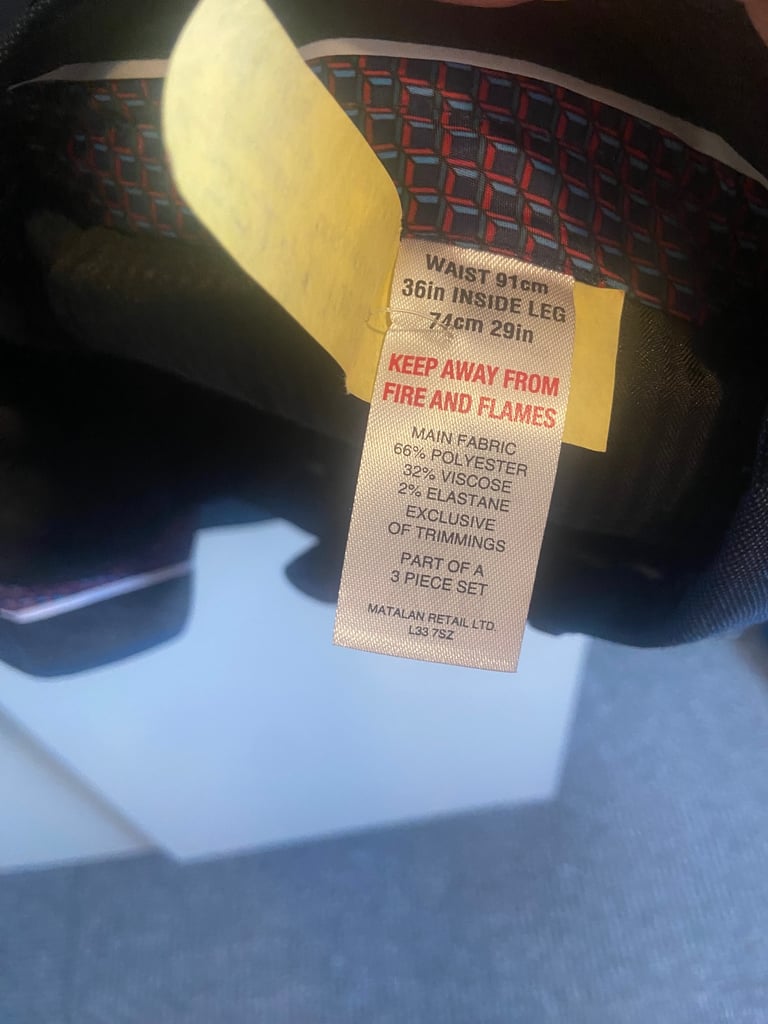 WAIST 91cm
36in INSIDE LEG
74cm 29in
KEEP AWAY FROM
FIRE AND FLAMES
MAIN FABRIC
66% POLYESTER
32% VISCOSE
2% ELASTANE
EXCLUSIVE
OF TRIMMINGS
PART OF A
3 PIECE SET
MATALAN RETAIL LTD.
L33 7SZ